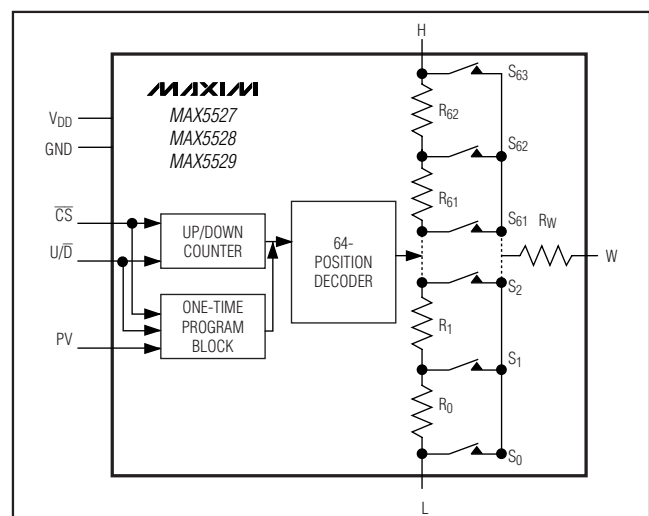 H
MAXIM
MAX5527
MAX5528
MAX5529
VDD
GND
C̅S̅
U/D̅
PV
UP/DOWN
COUNTER
ONE-TIME
PROGRAM
BLOCK
64-
POSITION
DECODER
S63
R62
S62
R61
S61
RW
W
S2
R1
S1
R0
S0
L